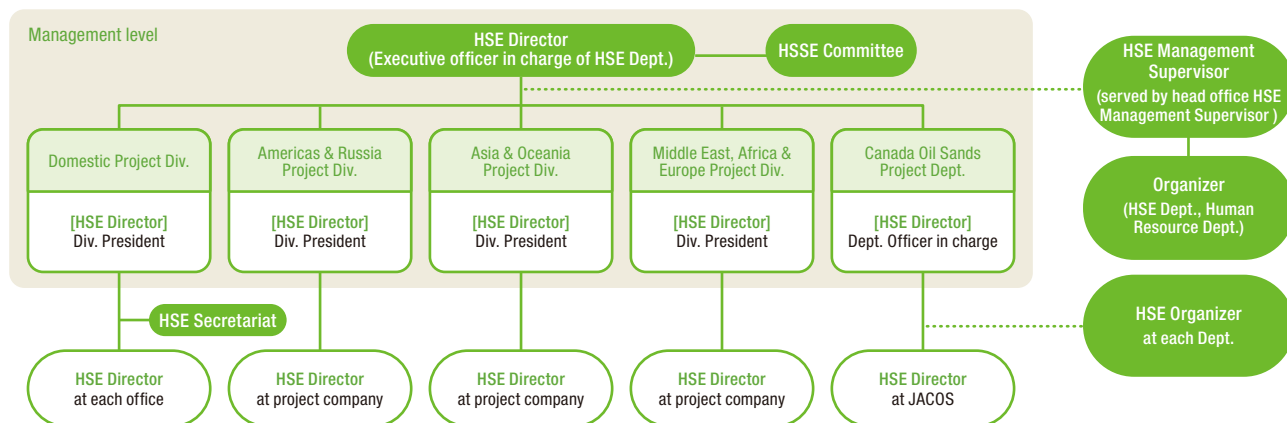 Management level
HSE Director
(Executive officer in charge of HSE Dept.)
HSSE Committee
HSE Management
Supervisor
(served by head office HSE
Management Supervisor )
Organizer
(HSE Dept., Human
Resource Dept.)
Domestic Project Div.
[HSE Director]
Div. President
Americas & Russia
Project Div.
[HSE Director]
Div. President
Asia & Oceania
Project Div.
[HSE Director]
Div. President
Middle East, Africa &
Europe Project Div.
[HSE Director]
Div. President
Canada Oil Sands
Project Dept.
[HSE Director]
Dept. Officer in charge
HSE Secretariat
HSE Organizer
at each Dept.
HSE Director
at each office
HSE Director
at project company
HSE Director
at project company
HSE Director
at project company
HSE Director
at JACOS